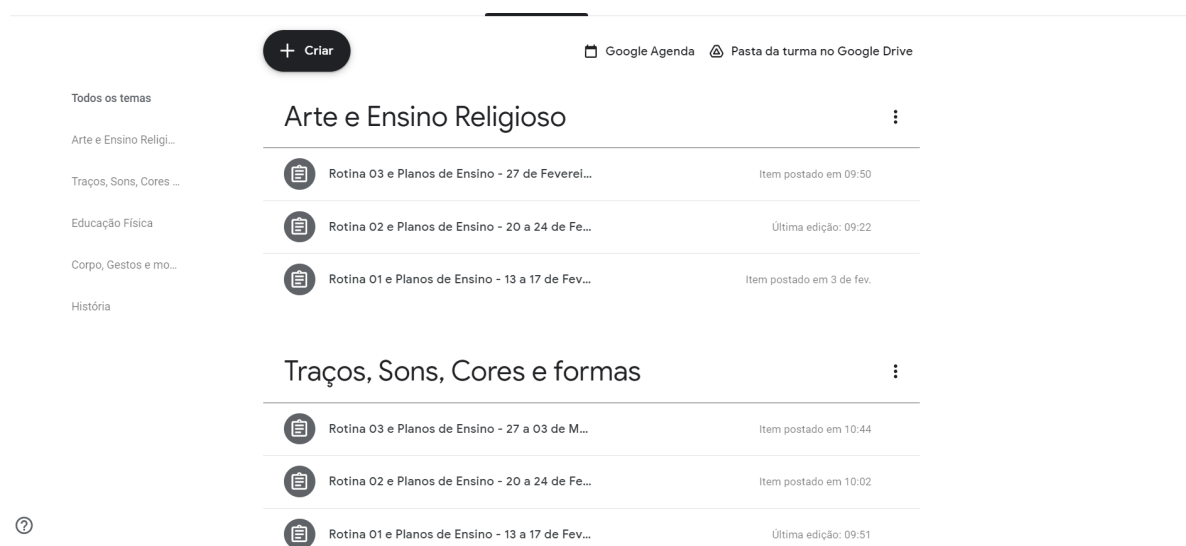 Criar
Google Agenda
Pasta da turma no Google Drive
Todos os temas
Arte e Ensino Religi...
Traços, Sons, Cores ...
Educação Física
Corpo, Gestos e mo...
História
Arte e Ensino Religioso
Rotina 03 e Planos de Ensino - 27 de Feverei... Item postado em 09:50
Rotina 02 e Planos de Ensino - 20 a 24 de Fe... Última edição: 09:22
Rotina 01 e Planos de Ensino - 13 a 17 de Fev... Item postado em 3 de fev.
Traços, Sons, Cores e formas
Rotina 03 e Planos de Ensino - 27 a 03 de M... Item postado em 10:44
Rotina 02 e Planos de Ensino - 20 a 24 de Fe... Item postado em 10:02
Rotina 01 e Planos de Ensino - 13 a 17 de Fev... Última edição: 09:51